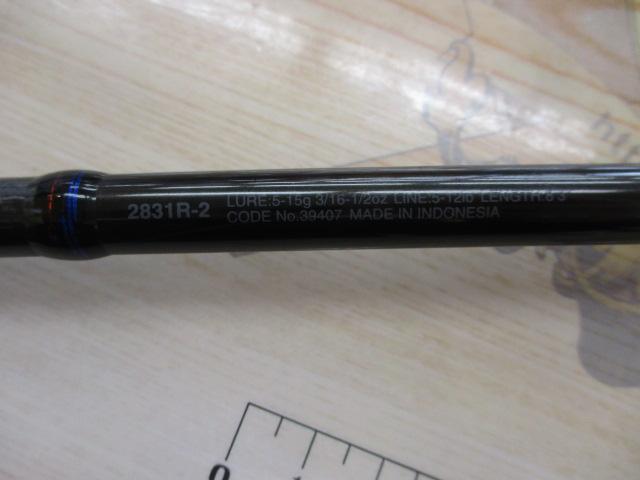 2831R-2
LURE:5-15g 3/16-1/2oz LINE:5-12lb LENGTH:8'3"
CODE No.39407 MADE IN INDONESIA
0